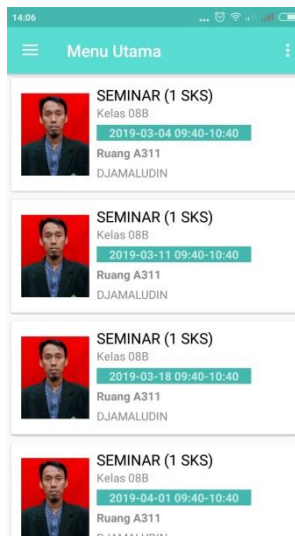 14:06
Menu Utama
SEMINAR (1 SKS)
Kelas 08B
2019-03-04 09:40-10:40
Ruang A311
DJAMALUDIN
SEMINAR (1 SKS)
Kelas 08B
2019-03-11 09:40-10:40
Ruang A311
DJAMALUDIN
SEMINAR (1 SKS)
Kelas 08B
2019-03-18 09:40-10:40
Ruang A311
DJAMALUDIN
SEMINAR (1 SKS)
Kelas 08B
2019-04-01 09:40-10:40
Ruang A311